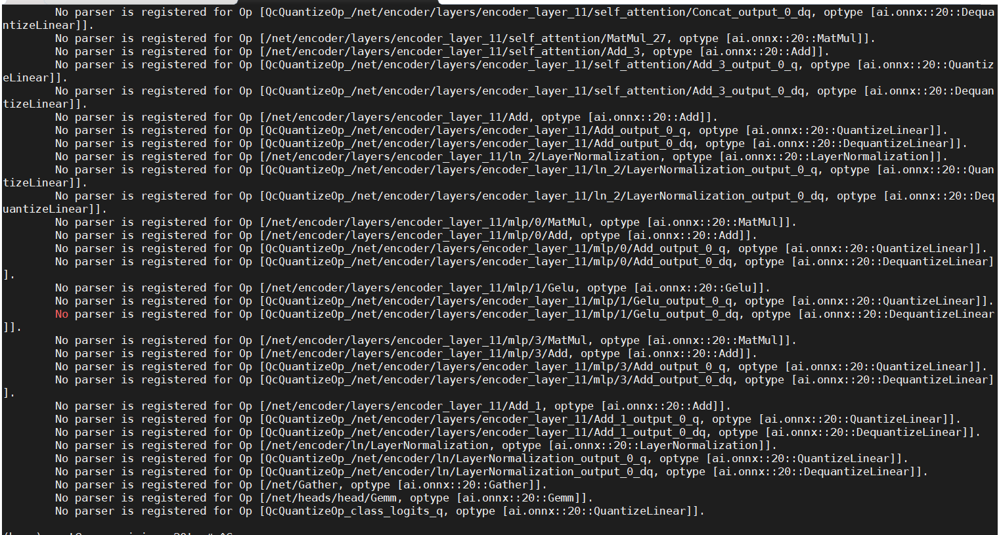 No parser is registered for Op [QcQuantizeOp_/net/encoder/layers/encoder_layer_11/self_attention/Concat_output_0_dq, optype [ai.onnx::20::Dequa
ntizeLinear]].
No parser is registered for Op [/net/encoder/layers/encoder_layer_11/self_attention/MatMul_27, optype [ai.onnx::20::MatMul]].
No parser is registered for Op [/net/encoder/layers/encoder_layer_11/self_attention/Add_3, optype [ai.onnx::20::Add]].
No parser is registered for Op [QcQuantizeOp_/net/encoder/layers/encoder_layer_11/self_attention/Add_3_output_0_q, optype [ai.onnx::20::Quantiz
eLinear]].
No parser is registered for Op [QcQuantizeOp_/net/encoder/layers/encoder_layer_11/self_attention/Add_3_output_0_dq, optype [ai.onnx::20::Dequan
tizeLinear]].
No parser is registered for Op [/net/encoder/layers/encoder_layer_11/Add, optype [ai.onnx::20::Add]].
No parser is registered for Op [QcQuantizeOp_/net/encoder/layers/encoder_layer_11/Add_output_0_q, optype [ai.onnx::20::QuantizeLinear]].
No parser is registered for Op [QcQuantizeOp_/net/encoder/layers/encoder_layer_11/Add_output_0_dq, optype [ai.onnx::20::DequantizeLinear]].
No parser is registered for Op [/net/encoder/layers/encoder_layer_11/ln_2/LayerNormalization, optype [ai.onnx::20::LayerNormalization]].
No parser is registered for Op [QcQuantizeOp_/net/encoder/layers/encoder_layer_11/ln_2/LayerNormalization_output_0_q, optype [ai.onnx::20::Quan
tizeLinear]].
No parser is registered for Op [QcQuantizeOp_/net/encoder/layers/encoder_layer_11/ln_2/LayerNormalization_output_0_dq, optype [ai.onnx::20::Deq
uantizeLinear]].
No parser is registered for Op [/net/encoder/layers/encoder_layer_11/mlp/0/MatMul, optype [ai.onnx::20::MatMul]].
No parser is registered for Op [/net/encoder/layers/encoder_layer_11/mlp/0/Add, optype [ai.onnx::20::Add]].
No parser is registered for Op [QcQuantizeOp_/net/encoder/layers/encoder_layer_11/mlp/0/Add_output_0_q, optype [ai.onnx::20::QuantizeLinear]].
No parser is registered for Op [QcQuantizeOp_/net/encoder/layers/encoder_layer_11/mlp/0/Add_output_0_dq, optype [ai.onnx::20::DequantizeLinear]
].
No parser is registered for Op [/net/encoder/layers/encoder_layer_11/mlp/1/Gelu, optype [ai.onnx::20::Gelu]].
No parser is registered for Op [QcQuantizeOp_/net/encoder/layers/encoder_layer_11/mlp/1/Gelu_output_0_q, optype [ai.onnx::20::QuantizeLinear]].
No parser is registered for Op [QcQuantizeOp_/net/encoder/layers/encoder_layer_11/mlp/1/Gelu_output_0_dq, optype [ai.onnx::20::DequantizeLinear
]].
No parser is registered for Op [/net/encoder/layers/encoder_layer_11/mlp/3/MatMul, optype [ai.onnx::20::MatMul]].
No parser is registered for Op [/net/encoder/layers/encoder_layer_11/mlp/3/Add, optype [ai.onnx::20::Add]].
No parser is registered for Op [QcQuantizeOp_/net/encoder/layers/encoder_layer_11/mlp/3/Add_output_0_q, optype [ai.onnx::20::QuantizeLinear]].
No parser is registered for Op [QcQuantizeOp_/net/encoder/layers/encoder_layer_11/mlp/3/Add_output_0_dq, optype [ai.onnx::20::DequantizeLinear]
].
No parser is registered for Op [/net/encoder/layers/encoder_layer_11/Add_1, optype [ai.onnx::20::Add]].
No parser is registered for Op [QcQuantizeOp_/net/encoder/layers/encoder_layer_11/Add_1_output_0_q, optype [ai.onnx::20::QuantizeLinear]].
No parser is registered for Op [QcQuantizeOp_/net/encoder/layers/encoder_layer_11/Add_1_output_0_dq, optype [ai.onnx::20::DequantizeLinear]].
No parser is registered for Op [/net/encoder/ln/LayerNormalization, optype [ai.onnx::20::LayerNormalization]].
No parser is registered for Op [QcQuantizeOp_/net/encoder/ln/LayerNormalization_output_0_q, optype [ai.onnx::20::QuantizeLinear]].
No parser is registered for Op [QcQuantizeOp_/net/encoder/ln/LayerNormalization_output_0_dq, optype [ai.onnx::20::DequantizeLinear]].
No parser is registered for Op [/net/Gather, optype [ai.onnx::20::Gather]].
No parser is registered for Op [/net/heads/head/Gemm, optype [ai.onnx::20::Gemm]].
No parser is registered for Op [QcQuantizeOp_class_logits_q, optype [ai.onnx::20::QuantizeLinear]].